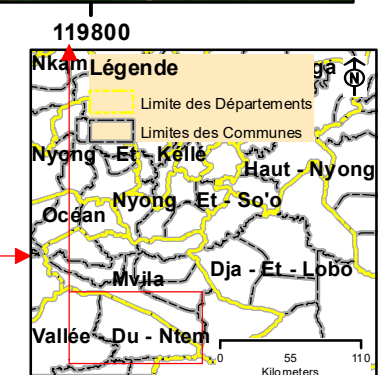 119800
Nkam
Légende
ga
N
Limite des Départements
Limites des Communes
Nyong - Et - Kéllé
Haut - Nyong
Nyong - Et - So'o
Océan
Dja - Et - Lobo
Mvila
Vallée - Du - Ntem
0 55 110
Kilometers